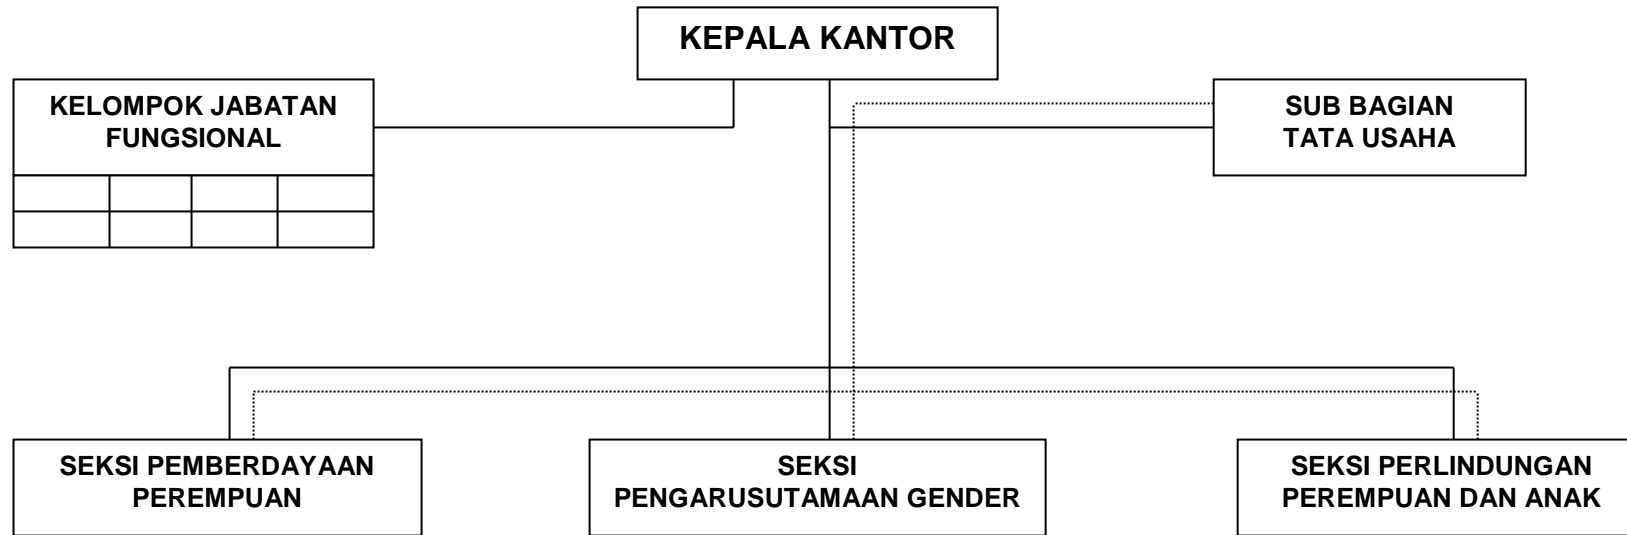 KEPALA KANTOR
KELOMPOK JABATAN
FUNGSIONAL
SUB BAGIAN
TATA USAHA
SEKSI PEMBERDAYAAN
PEREMPUAN
SEKSI
PENGARUSUTAMAAN GENDER
SEKSI PERLINDUNGAN
PEREMPUAN DAN ANAK